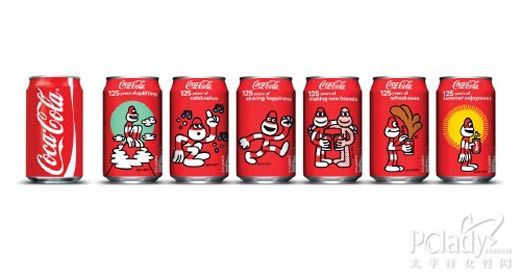 Coca-Cola
Coca-Cola
125 years of uplifting
Coca-Cola
125 years of
celebration
Coca-Cola
125 years of
sharing happiness
Coca-Cola
125 years of
making new friends
Coca-Cola
125 years of
refreshment
Coca-Cola
125 years of
summer enjoyment
PClady
.com.cn
太平洋女性网